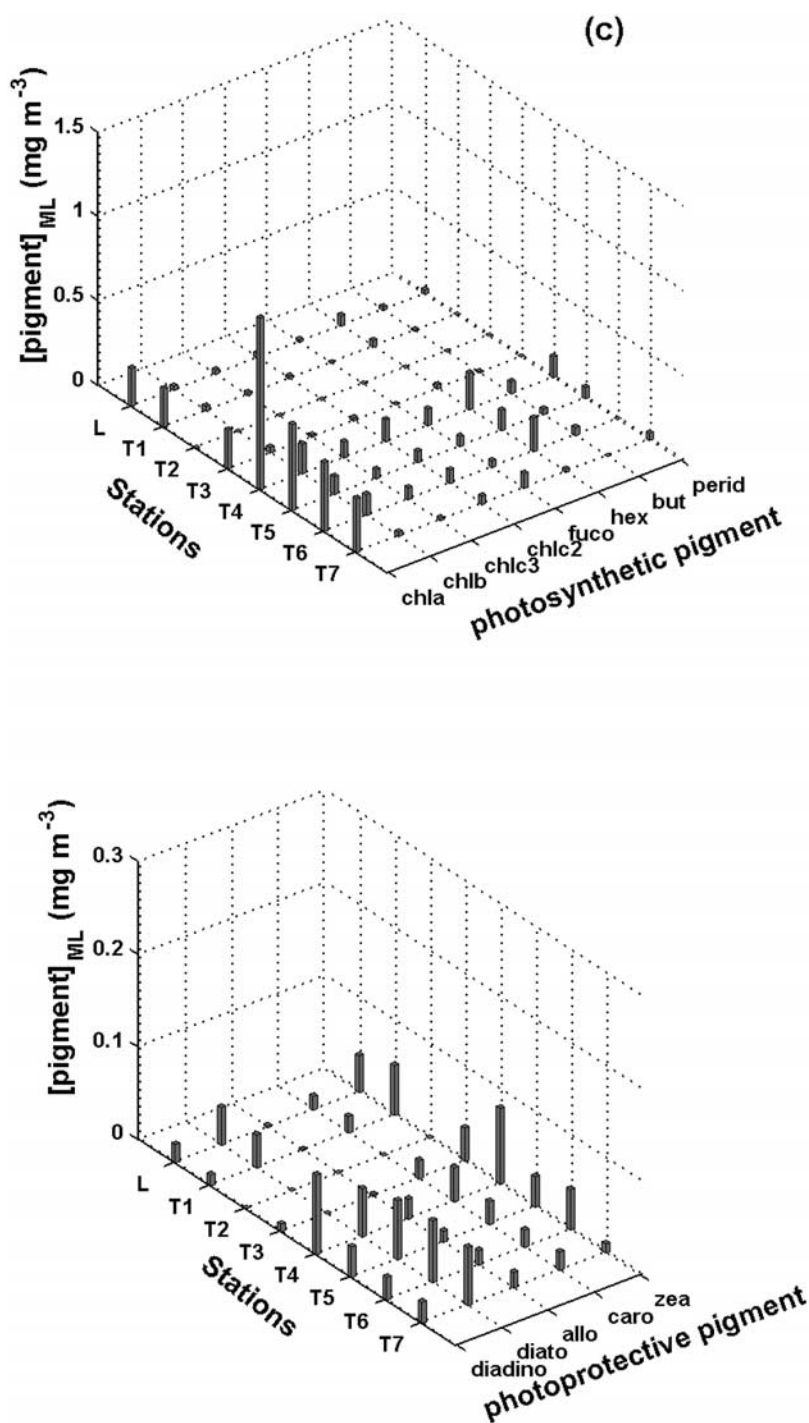 (c)
[pigment]ML (mg m-3)
1.5
1
0.5
0
L
T1
T2
T3
T4
T5
T6
T7
Stations
chla
chlb
chlc3
chlc2
fuco
hex
but
perid
photosynthetic pigment
[pigment]ML (mg m-3)
0.3
0.2
0.1
0
L
T1
T2
T3
T4
T5
T6
T7
Stations
diadino
diato
allo
caro
zea
photoprotective pigment